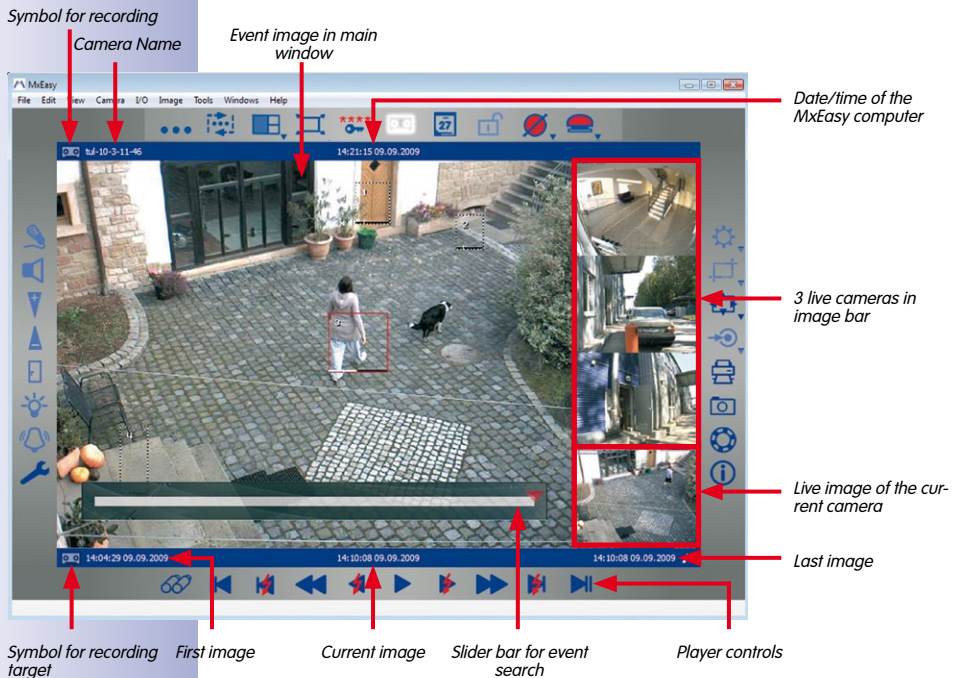 Symbol for recording
Camera Name
Event image in main
window
MxEasy
File Edit View Camera I/O Image Tools Windows Help
Date/time of the
MxEasy computer
27
tul-10-3-11-46
14:21:15 09.09.2009
1
2
3
3 live cameras in
image bar
4
Live image of the cur-
rent camera
14:04:29 09.09.2009
14:10:08 09.09.2009
14:10:08 09.09.2009
Last image
Symbol for recording
target
First image
Current image
Slider bar for event
search
Player controls